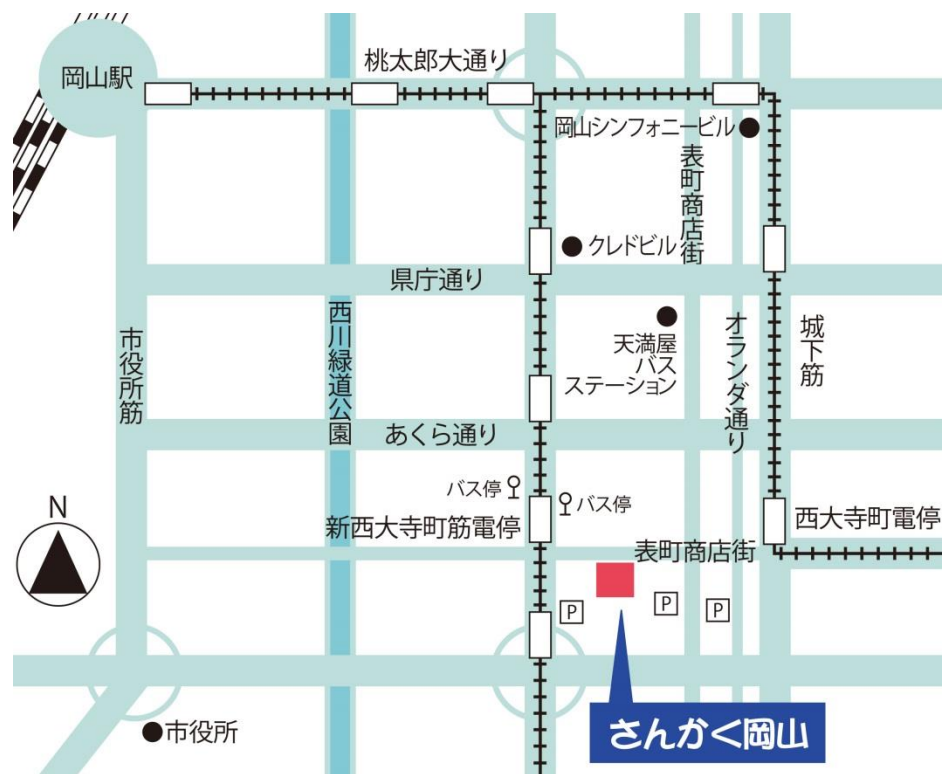 岡山駅
桃太郎大通り
岡山シンフォニービル
表町商店街
クレドビル
県庁通り
市役所筋
西川緑道公園
天満屋
バス
ステーション
オランダ通り
城下筋
あくら通り
バス停
バス停
新西大寺町筋電停
西大寺町電停
表町商店街
N
P
P
P
市役所
さんかく岡山